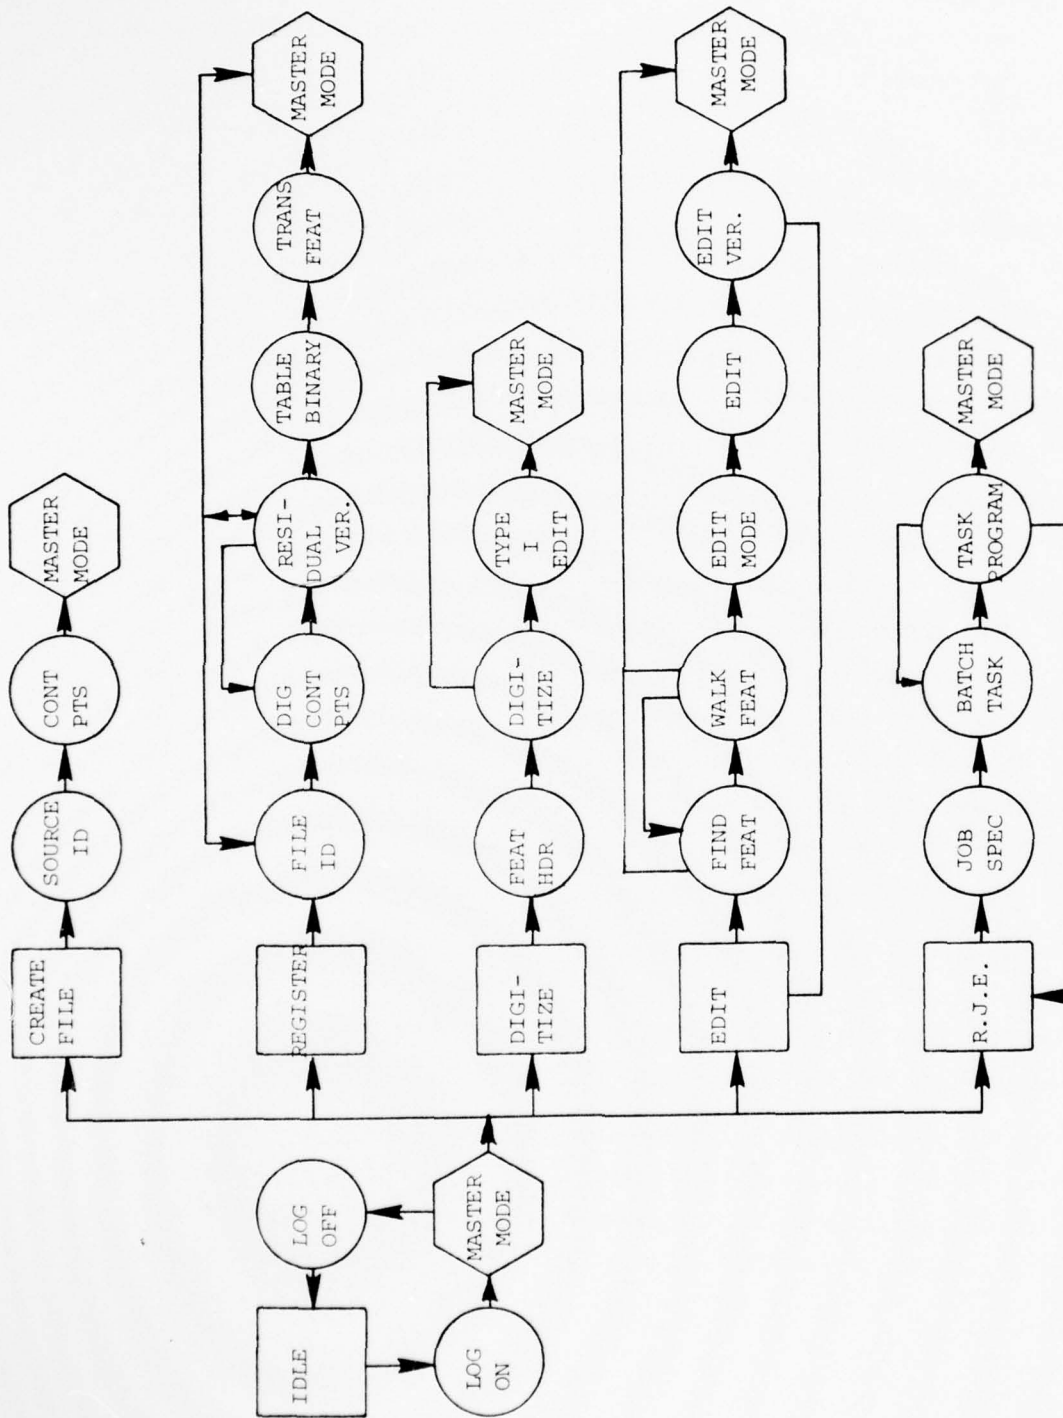 IDLE
LOG
ON
LOG
OFF
MASTER
MODE
CREATE
FILE
SOURCE
ID
CONT
PTS
MASTER
MODE
REGISTER
FILE
ID
DIG
CONT
PTS
RESI-
DUAL
VER.
TABLE
BINARY
TRANS
FEAT
MASTER
MODE
DIGI-
TIZE
FEAT
HDR
DIGI-
TIZE
TYPE
I
EDIT
MASTER
MODE
EDIT
FIND
FEAT
WALK
FEAT
EDIT
MODE
EDIT
EDIT
VER.
MASTER
MODE
R.J.E.
JOB
SPEC
BATCH
TASK
TASK
PROGRAM
MASTER
MODE